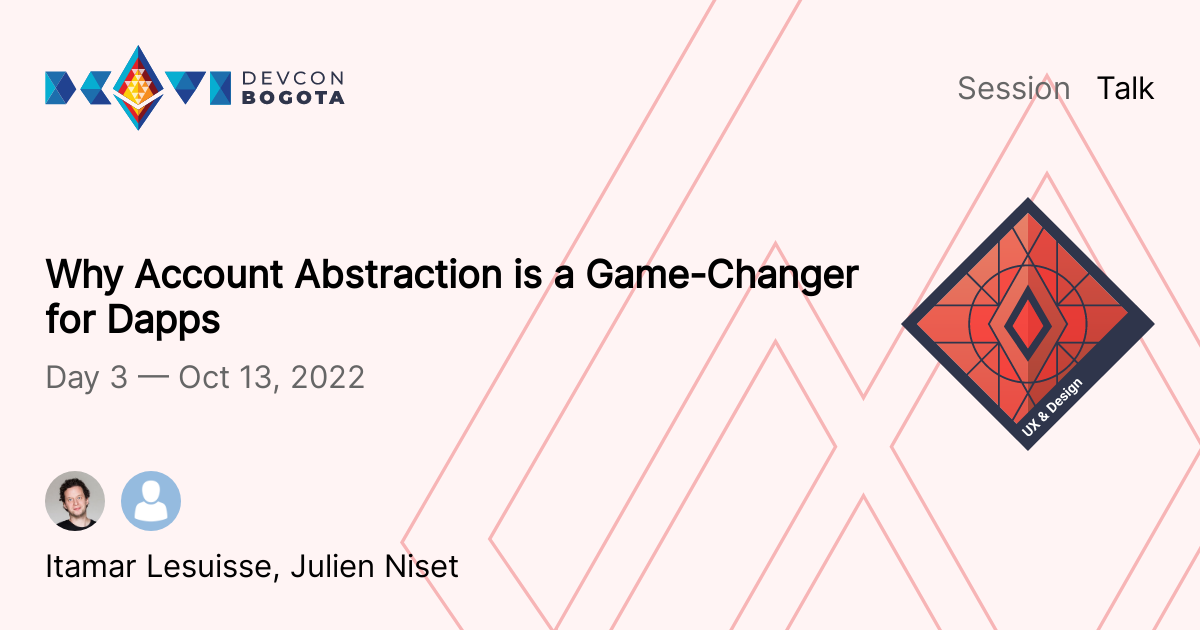 DEVCON
BOGOTA
Session Talk
Why Account Abstraction is a Game-Changer
for Dapps
Day 3 — Oct 13, 2022
UX & Design
Itamar Lesuisse, Julien Niset